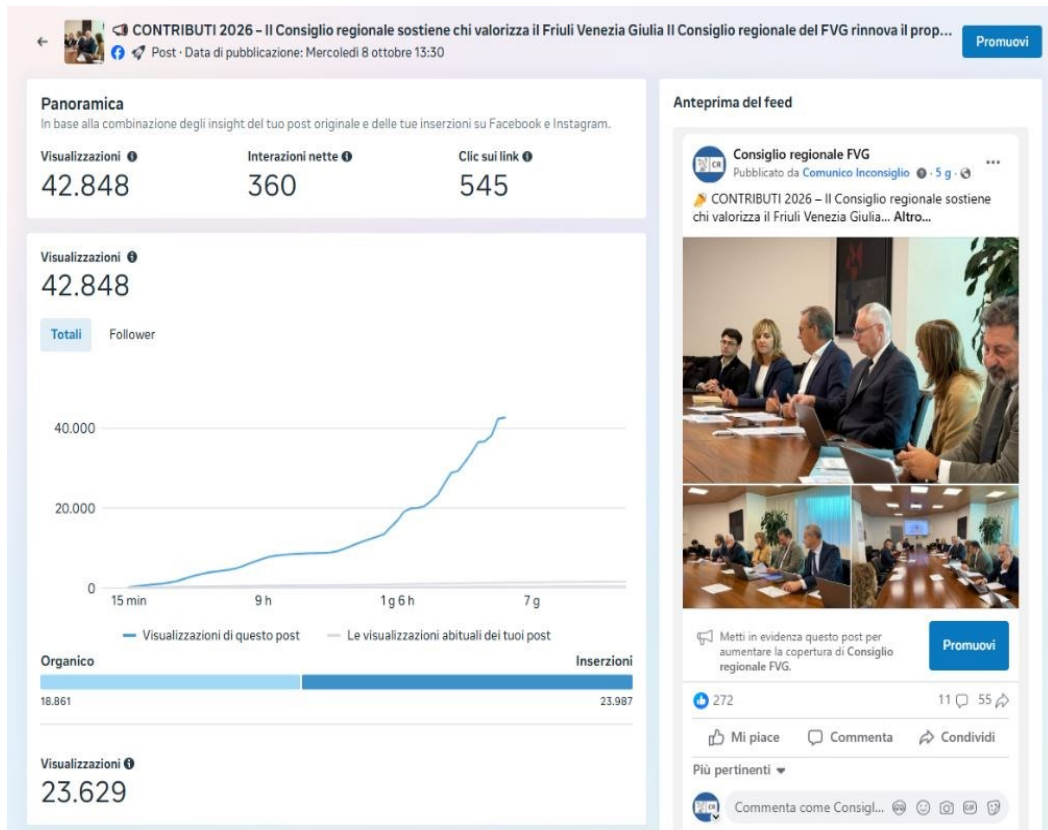 CONTRIBUTI 2026 – Il Consiglio regionale sostiene chi valorizza il Friuli Venezia Giulia Il Consiglio regionale del FVG rinnova il prop...
Post · Data di pubblicazione: Mercoledì 8 ottobre 13:30
Promuovi
Panoramica
In base alla combinazione degli insight del tuo post originale e delle tue inserzioni su Facebook e Instagram.
Visualizzazioni Interazioni nette Clic sui link
42.848 360 545
Visualizzazioni
42.848
Totali Follower
40.000
20.000
0
15 min 9 h 1 g 6 h 7 g
Visualizzazioni di questo post Le visualizzazioni abituali dei tuoi post
Organico Inserzioni
18.861 23.987
Visualizzazioni
23.629
Anteprima del feed
CR
Consiglio regionale FVG
Pubblicato da Comunico Inconsiglio · 5 g ·
CONTRIBUTI 2026 – Il Consiglio regionale sostiene
chi valorizza il Friuli Venezia Giulia... Altro...
Metti in evidenza questo post per
aumentare la copertura di Consiglio
regionale FVG.
Promuovi
272 11 55
Mi piace Commenta Condividi
Più pertinenti
CR
Commenta come Consigl...
GIF